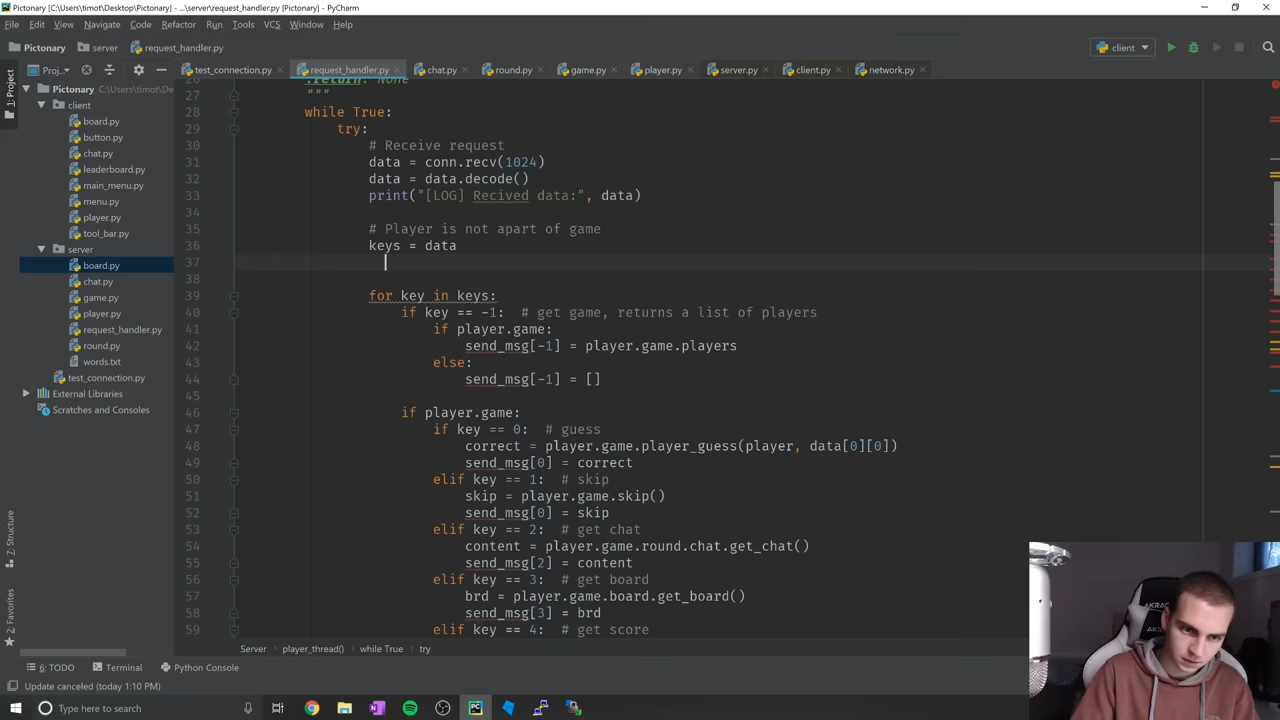 Pictionary [C:\Users\timot\Desktop\Pictionary] - ...\server\request_handler.py [Pictionary] - PyCharm
File Edit View Navigate Code Refactor Run Tools VCS Window Help
Pictionary server request_handler.py client
1: Project Proj... test_connection.py request_handler.py chat.py round.py game.py player.py server.py client.py network.py
Pictionary C:\Users\timot\De
client
board.py
button.py
chat.py
leaderboard.py
main_menu.py
menu.py
player.py
tool_bar.py
server
board.py
chat.py
game.py
player.py
request_handler.py
round.py
words.txt
test_connection.py
External Libraries
Scratches and Consoles
:return: None
27 """
28 while True:
29 try:
30 # Receive request
31 data = conn.recv(1024)
32 data = data.decode()
33 print("[LOG] Recived data:", data)
34
35 # Player is not apart of game
36 keys = data
37
38
39 for key in keys:
40 if key == -1: # get game, returns a list of players
41 if player.game:
42 send_msg[-1] = player.game.players
43 else:
44 send_msg[-1] = []
45
46 if player.game:
47 if key == 0: # guess
48 correct = player.game.player_guess(player, data[0][0])
49 send_msg[0] = correct
50 elif key == 1: # skip
51 skip = player.game.skip()
52 send_msg[0] = skip
53 elif key == 2: # get chat
54 content = player.game.round.chat.get_chat()
55 send_msg[2] = content
56 elif key == 3: # get board
57 brd = player.game.board.get_board()
58 send_msg[3] = brd
59 elif key == 4: # get score
Z: Structure
2: Favorites
Server player_thread() while True try
6: TODO Terminal Python Console
Update canceled (today 1:10 PM)
Type here to search
AKRAC